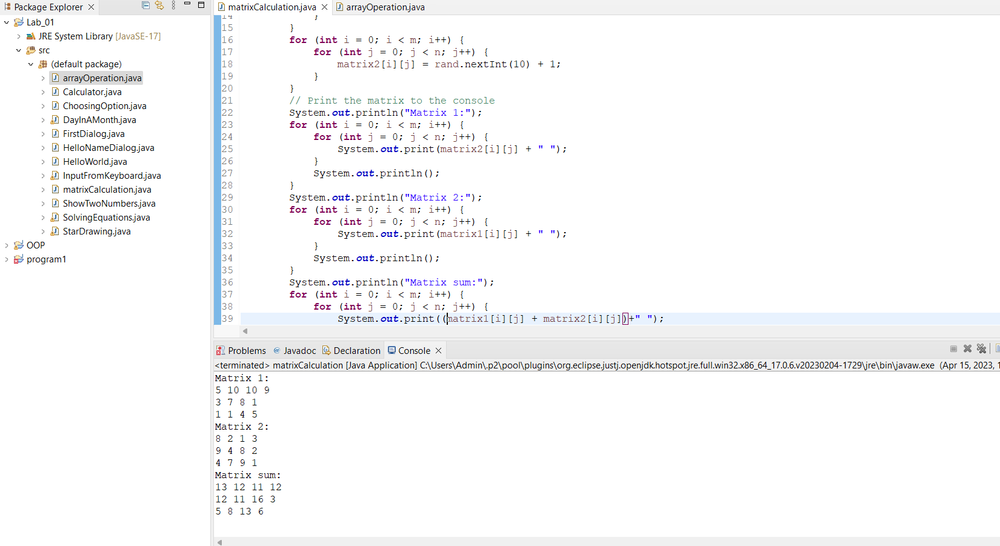 Package Explorer
Lab_01
JRE System Library [JavaSE-17]
src
(default package)
arrayOperation.java
Calculator.java
ChoosingOption.java
DayInAMonth.java
FirstDialog.java
HelloNameDialog.java
HelloWorld.java
InputFromKeyboard.java
matrixCalculation.java
ShowTwoNumbers.java
SolvingEquations.java
StarDrawing.java
OOP
program1
matrixCalculation.java arrayOperation.java
14 }
15 }
16 for (int i = 0; i < m; i++) {
17 for (int j = 0; j < n; j++) {
18 matrix2[i][j] = rand.nextInt(10) + 1;
19 }
20 }
21 // Print the matrix to the console
22 System.out.println("Matrix 1:");
23 for (int i = 0; i < m; i++) {
24 for (int j = 0; j < n; j++) {
25 System.out.print(matrix2[i][j] + " ");
26 }
27 System.out.println();
28 }
29 System.out.println("Matrix 2:");
30 for (int i = 0; i < m; i++) {
31 for (int j = 0; j < n; j++) {
32 System.out.print(matrix1[i][j] + " ");
33 }
34 System.out.println();
35 }
36 System.out.println("Matrix sum:");
37 for (int i = 0; i < m; i++) {
38 for (int j = 0; j < n; j++) {
39 System.out.print((matrix1[i][j] + matrix2[i][j])+" ");
Problems @ Javadoc Declaration Console
<terminated> matrixCalculation [Java Application] C:\Users\Admin\.p2\pool\plugins\org.eclipse.justj.openjdk.hotspot.jre.full.win32.x86_64_17.0.6.v20230204-1729\jre\bin\javaw.exe (Apr 15, 2023, 1
Matrix 1:
5 10 10 9
3 7 8 1
1 1 4 5
Matrix 2:
8 2 1 3
9 4 8 2
4 7 9 1
Matrix sum:
13 12 11 12
12 11 16 3
5 8 13 6